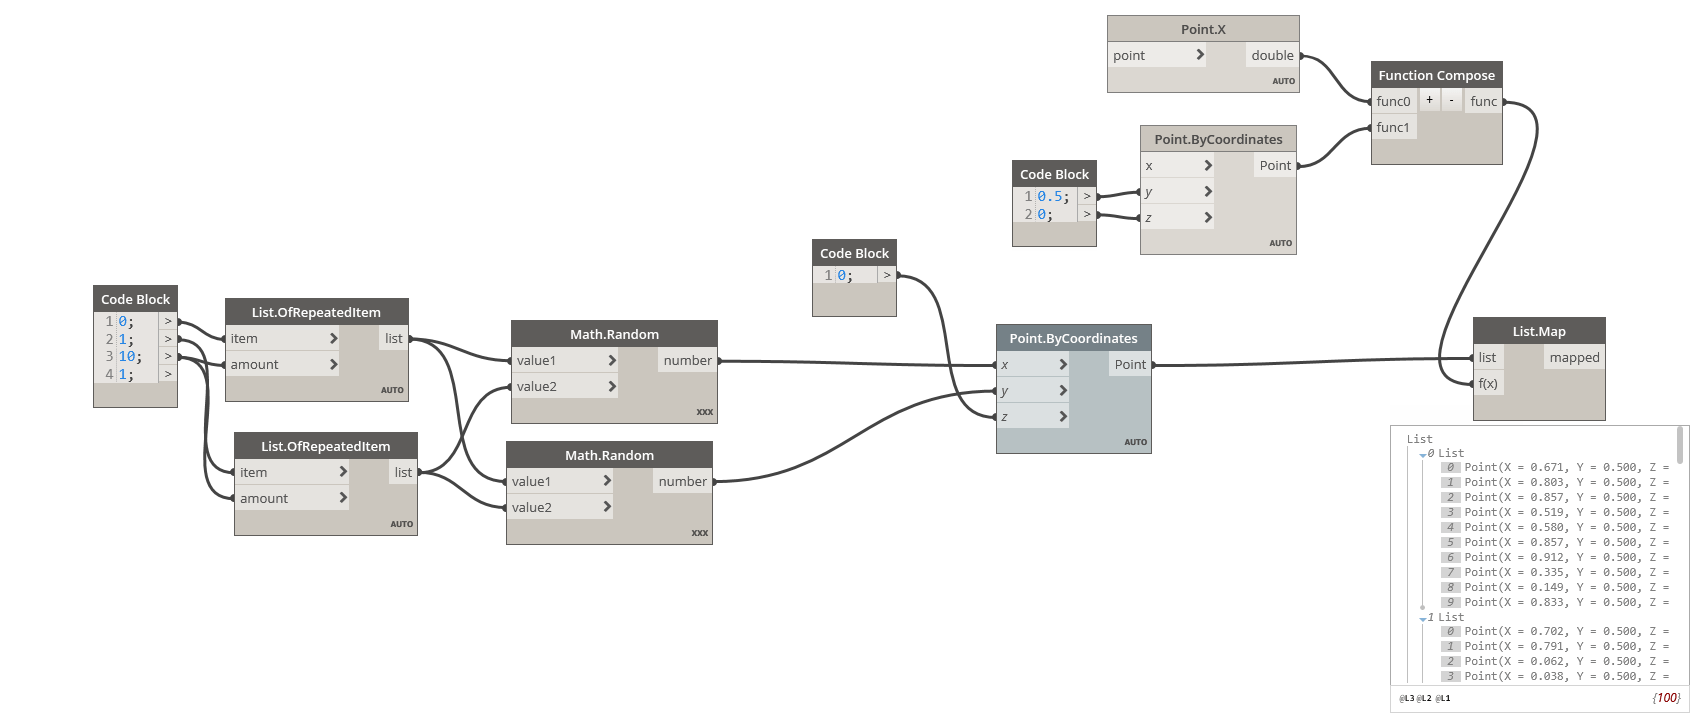 Point.X
point > double
AUTO
Function Compose
func0 + - func
func1
Point.ByCoordinates
x > Point
y >
z >
AUTO
Code Block
1 0.5; >
2 0; >
Code Block
1 0; >
Code Block
1 0; >
2 1; >
3 10; >
4 1; >
List.OfRepeatedItem
item > list
amount >
AUTO
List.OfRepeatedItem
item > list
amount >
AUTO
Math.Random
value1 > number
value2 >
xxx
Math.Random
value1 > number
value2 >
xxx
Point.ByCoordinates
x > Point
y >
z >
AUTO
List.Map
list mapped
f(x)
List
0 List
0 Point(X = 0.671, Y = 0.500, Z =
1 Point(X = 0.803, Y = 0.500, Z =
2 Point(X = 0.857, Y = 0.500, Z =
3 Point(X = 0.519, Y = 0.500, Z =
4 Point(X = 0.580, Y = 0.500, Z =
5 Point(X = 0.857, Y = 0.500, Z =
6 Point(X = 0.912, Y = 0.500, Z =
7 Point(X = 0.335, Y = 0.500, Z =
8 Point(X = 0.149, Y = 0.500, Z =
9 Point(X = 0.833, Y = 0.500, Z =
1 List
0 Point(X = 0.702, Y = 0.500, Z =
1 Point(X = 0.791, Y = 0.500, Z =
2 Point(X = 0.062, Y = 0.500, Z =
3 Point(X = 0.038, Y = 0.500, Z =
@L3 @L2 @L1 {100}